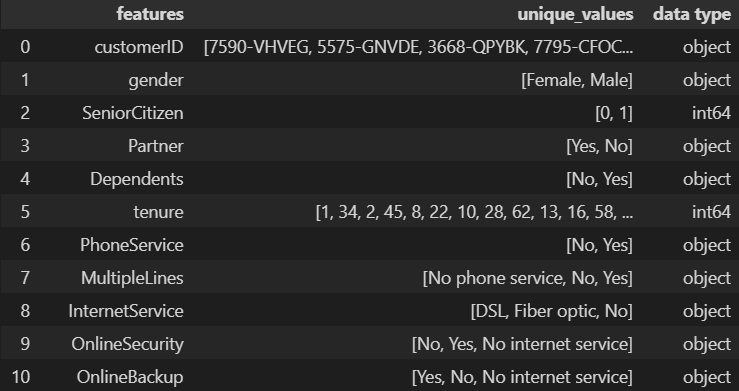 features unique_values data type
0 customerID [7590-VHVEG, 5575-GNVDE, 3668-QPYBK, 7795-CFOC... object
1 gender [Female, Male] object
2 SeniorCitizen [0, 1] int64
3 Partner [Yes, No] object
4 Dependents [No, Yes] object
5 tenure [1, 34, 2, 45, 8, 22, 10, 28, 62, 13, 16, 58, ... int64
6 PhoneService [No, Yes] object
7 MultipleLines [No phone service, No, Yes] object
8 InternetService [DSL, Fiber optic, No] object
9 OnlineSecurity [No, Yes, No internet service] object
10 OnlineBackup [Yes, No, No internet service] object